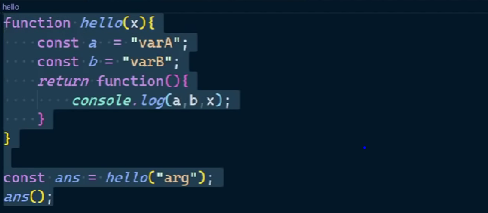 hello
function hello(x){
    const a  = "varA";
    const b = "varB";
    return function(){
        console.log(a,b,x);
    }
}

const ans = hello("arg");
ans();